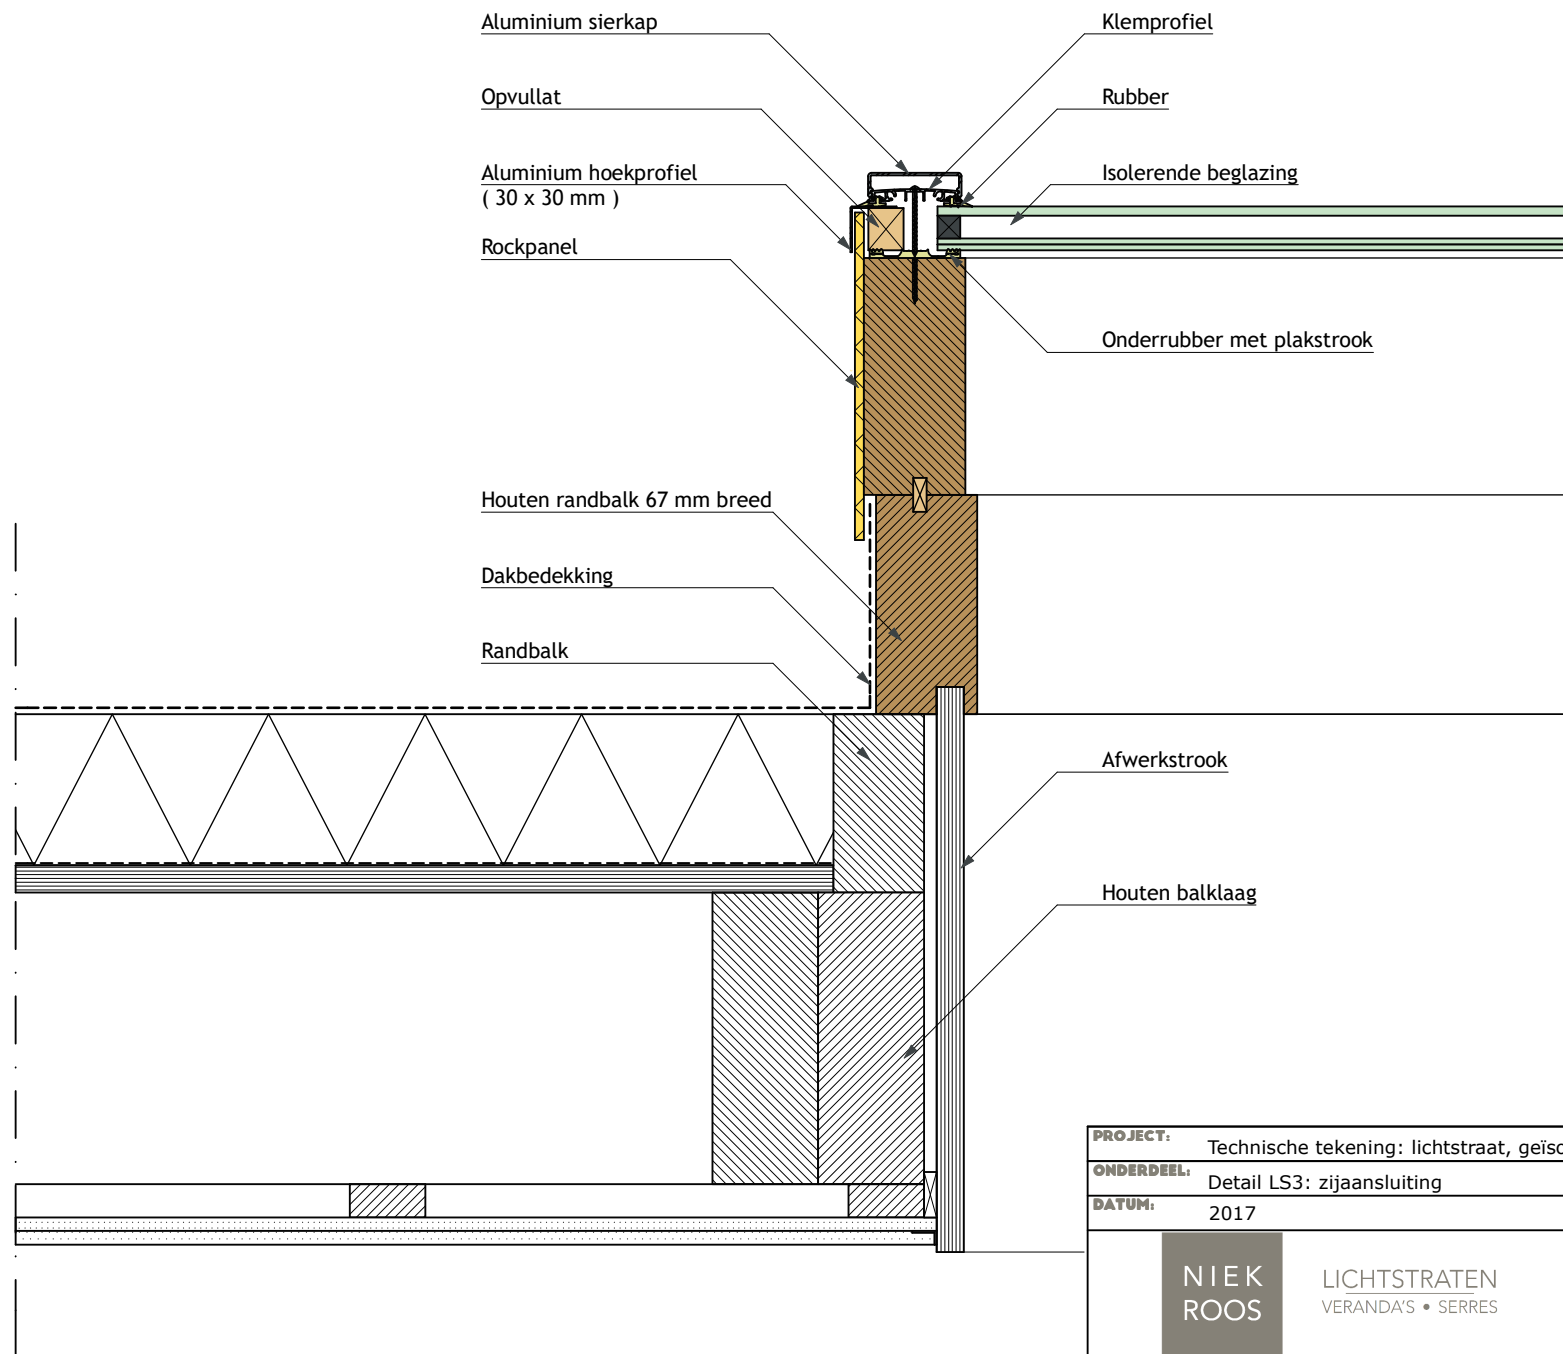 Aluminium sierkap
Klemprofiel
Opvullat
Rubber
Aluminium hoekprofiel
( 30 x 30 mm )
Isolerende beglazing
Rockpanel
Onderrubber met plakstrook
Houten randbalk 67 mm breed
Dakbedekking
Randbalk
Afwerkstrook
Houten balklaag
PROJECT: Technische tekening: lichtstraat, geïsc
ONDERDEEL: Detail LS3: zijaansluiting
DATUM: 2017
NIEK
ROOS
LICHTSTRATEN
VERANDA'S • SERRES